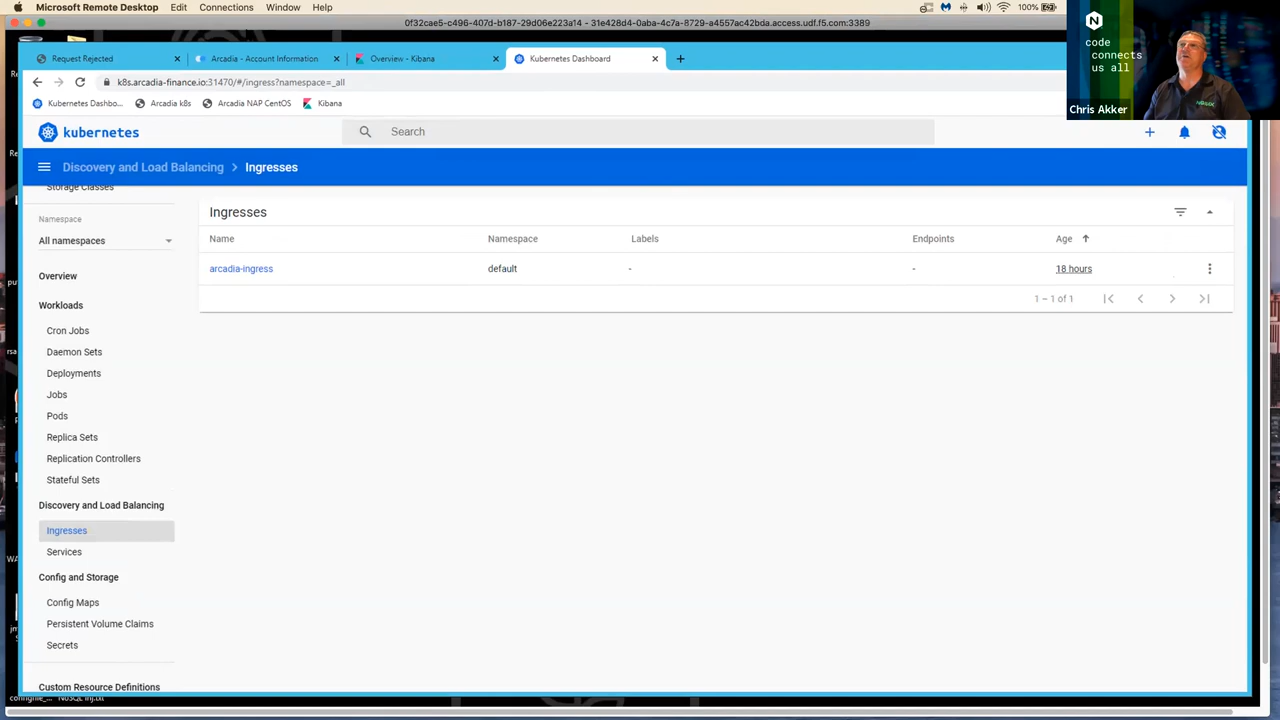 Microsoft Remote Desktop Edit Connections Window Help 100%
0f32cae5-c496-407d-b187-29d06e223a14 - 31e428d4-0aba-4c7a-8729-a4557ac42bda.access.udf.f5.com:3389
Request Rejected Arcadia - Account Information Overview - Kibana Kubernetes Dashboard
k8s.arcadia-finance.io:31470/#/ingress?namespace=_all
Kubernetes Dashbo... Arcadia k8s Arcadia NAP CentOS Kibana
code
connects
us all
Chris Akker
kubernetes Search
Discovery and Load Balancing > Ingresses
Storage Classes
Namespace
All namespaces
Overview
Workloads
Cron Jobs
Daemon Sets
Deployments
Jobs
Pods
Replica Sets
Replication Controllers
Stateful Sets
Discovery and Load Balancing
Ingresses
Services
Config and Storage
Config Maps
Persistent Volume Claims
Secrets
Custom Resource Definitions
Ingresses
Name Namespace Labels Endpoints Age
arcadia-ingress default - - 18 hours
1 – 1 of 1